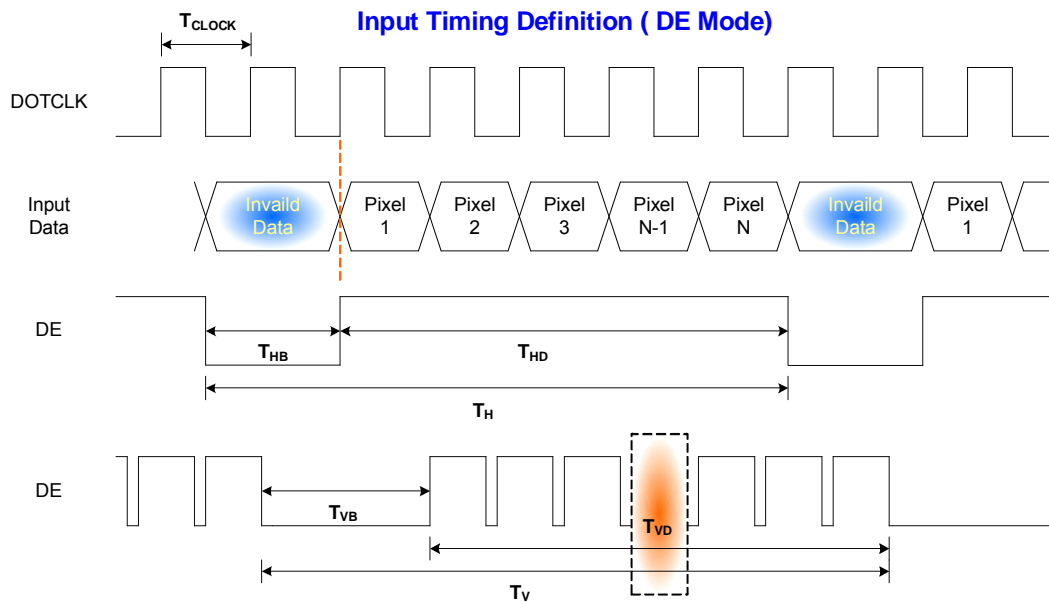 Input Timing Definition ( DE Mode)
TCLOCK
DOTCLK
Input
Data
Invaild
Data
Pixel
1
Pixel
2
Pixel
3
Pixel
N-1
Pixel
N
Invaild
Data
Pixel
1
DE
THB
THD
TH
DE
TVB
TVD
TV